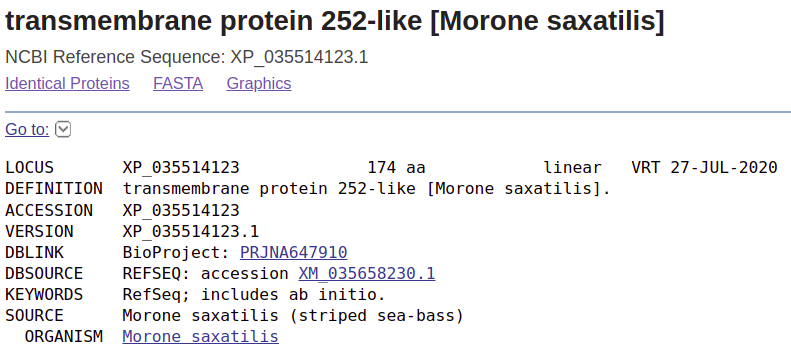 transmembrane protein 252-like [Morone saxatilis]
NCBI Reference Sequence: XP_035514123.1
Identical Proteins FASTA Graphics
Go to:
LOCUS XP_035514123 174 aa linear VRT 27-JUL-2020
DEFINITION transmembrane protein 252-like [Morone saxatilis].
ACCESSION XP_035514123
VERSION XP_035514123.1
DBLINK BioProject: PRJNA647910
DBSOURCE REFSEQ: accession XM_035658230.1
KEYWORDS RefSeq; includes ab initio.
SOURCE Morone saxatilis (striped sea-bass)
ORGANISM Morone saxatilis